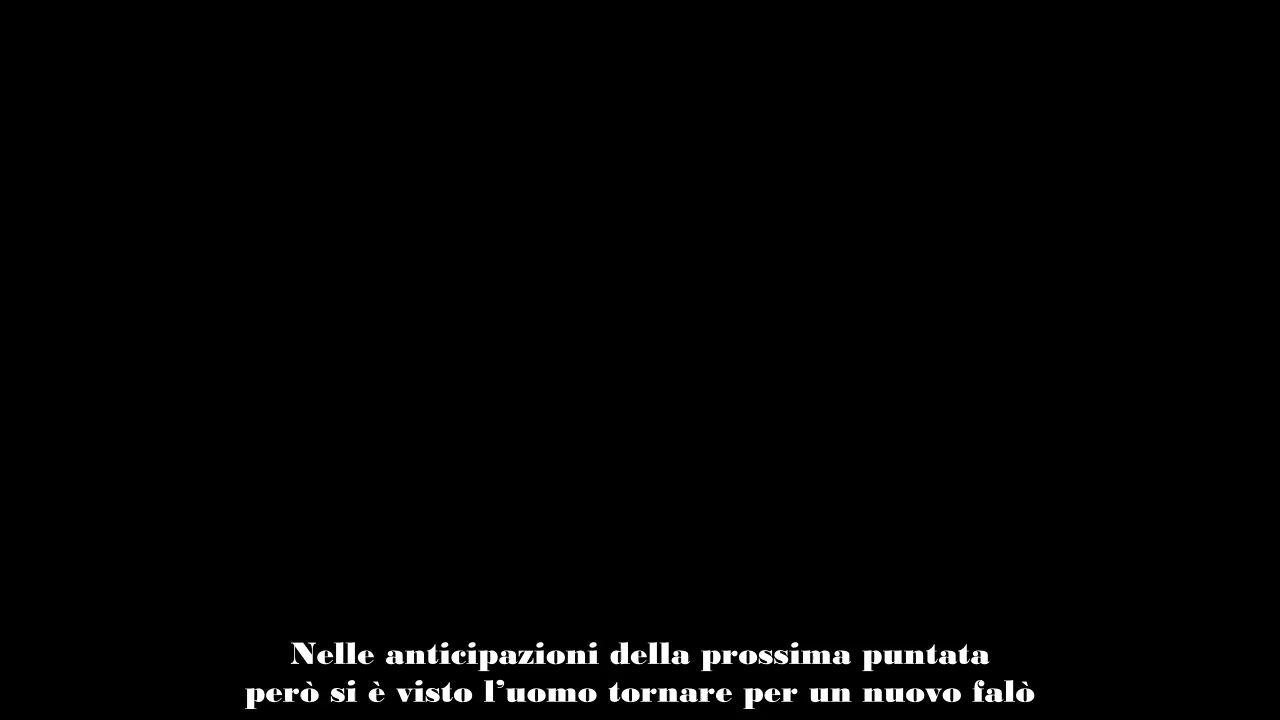 Nelle anticipazioni della prossima puntata
però si è visto l’uomo tornare per un nuovo falò